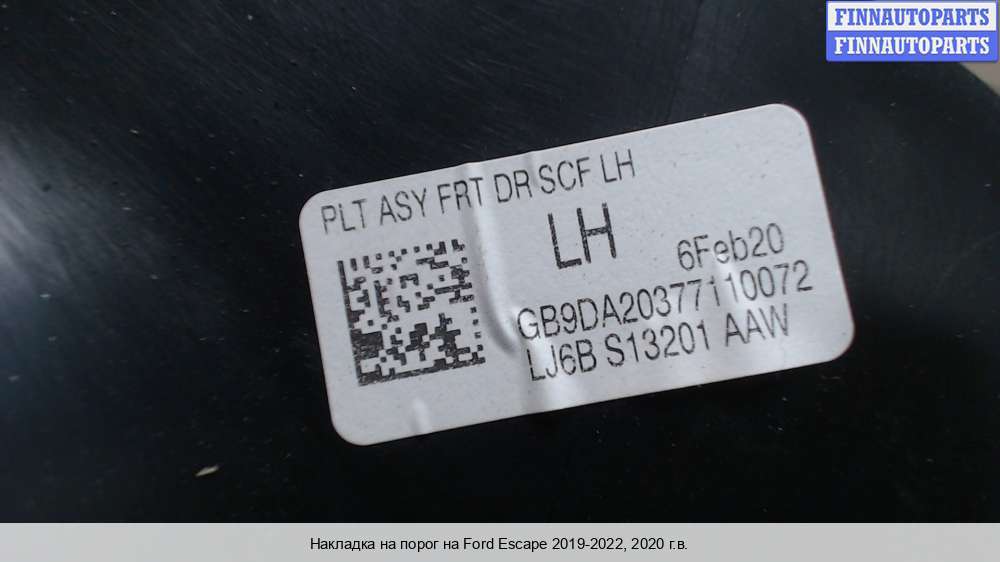 FINNAUTOPARTS
FINNAUTOPARTS
PLT ASY FRT DR SCF LH
LH
6Feb20
GB9DA20377110072
LJ6B S13201 AAW
Накладка на порог на Ford Escape 2019-2022, 2020 г.в.